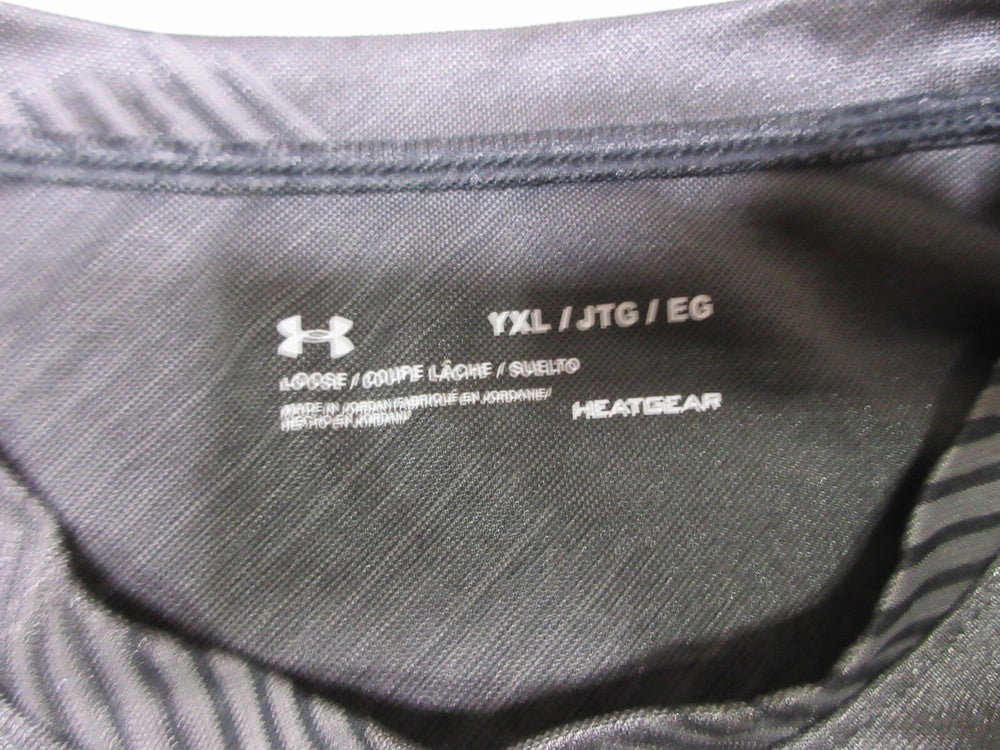 YXL / JTG / EG
LOOSE / COUPE LÂCHE / SUELTO
MADE IN JORDAN/FABRIQUÉ EN JORDANIE/
HECHO EN JORDANIA
HEATGEAR